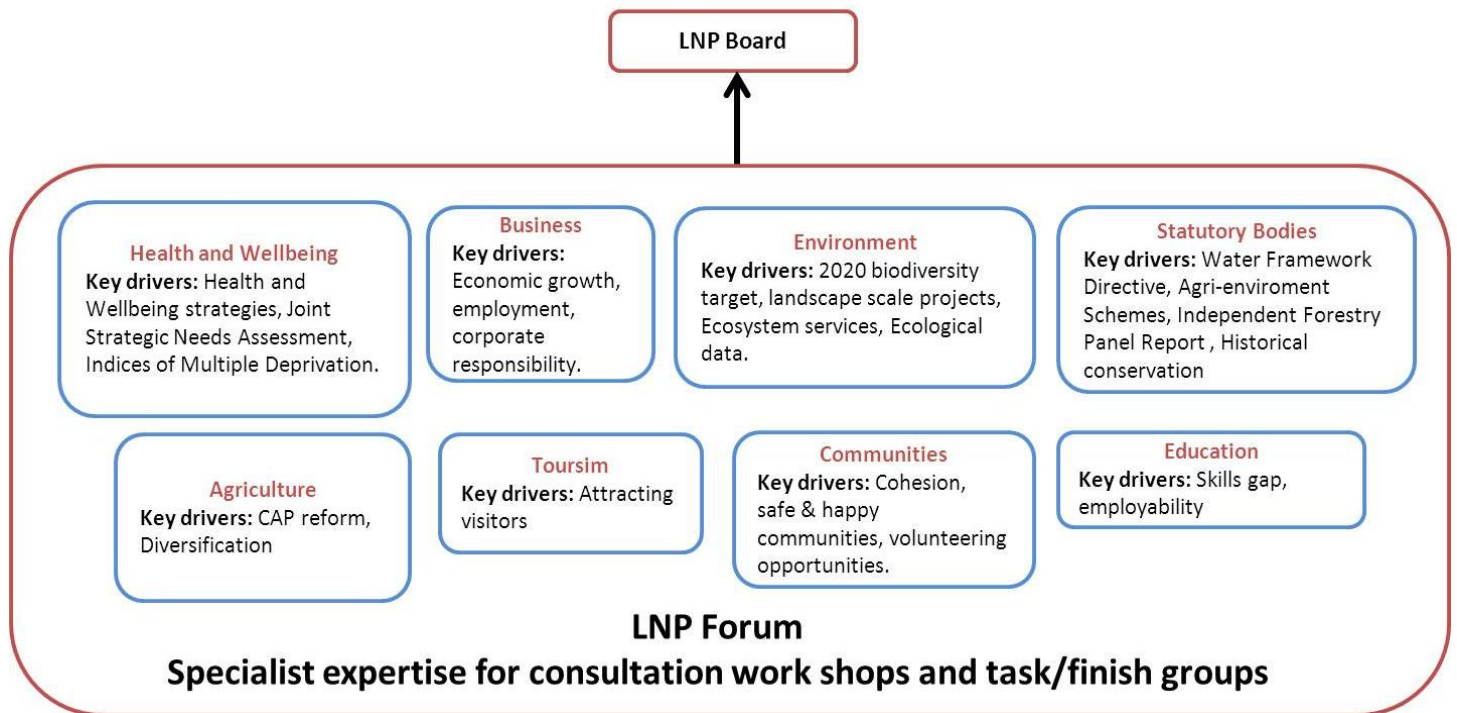 LNP Board
Health and Wellbeing
Key drivers: Health and
Wellbeing strategies, Joint
Strategic Needs Assessment,
Indices of Multiple Deprivation.
Business
Key drivers:
Economic growth,
employment,
corporate
responsibility.
Environment
Key drivers: 2020 biodiversity
target, landscape scale projects,
Ecosystem services, Ecological
data.
Statutory Bodies
Key drivers: Water Framework
Directive, Agri-enviroment
Schemes, Independent Forestry
Panel Report , Historical
conservation
Agriculture
Key drivers: CAP reform,
Diversification
Toursim
Key drivers: Attracting
visitors
Communities
Key drivers: Cohesion,
safe & happy
communities, volunteering
opportunities.
Education
Key drivers: Skills gap,
employability
LNP Forum
Specialist expertise for consultation work shops and task/finish groups